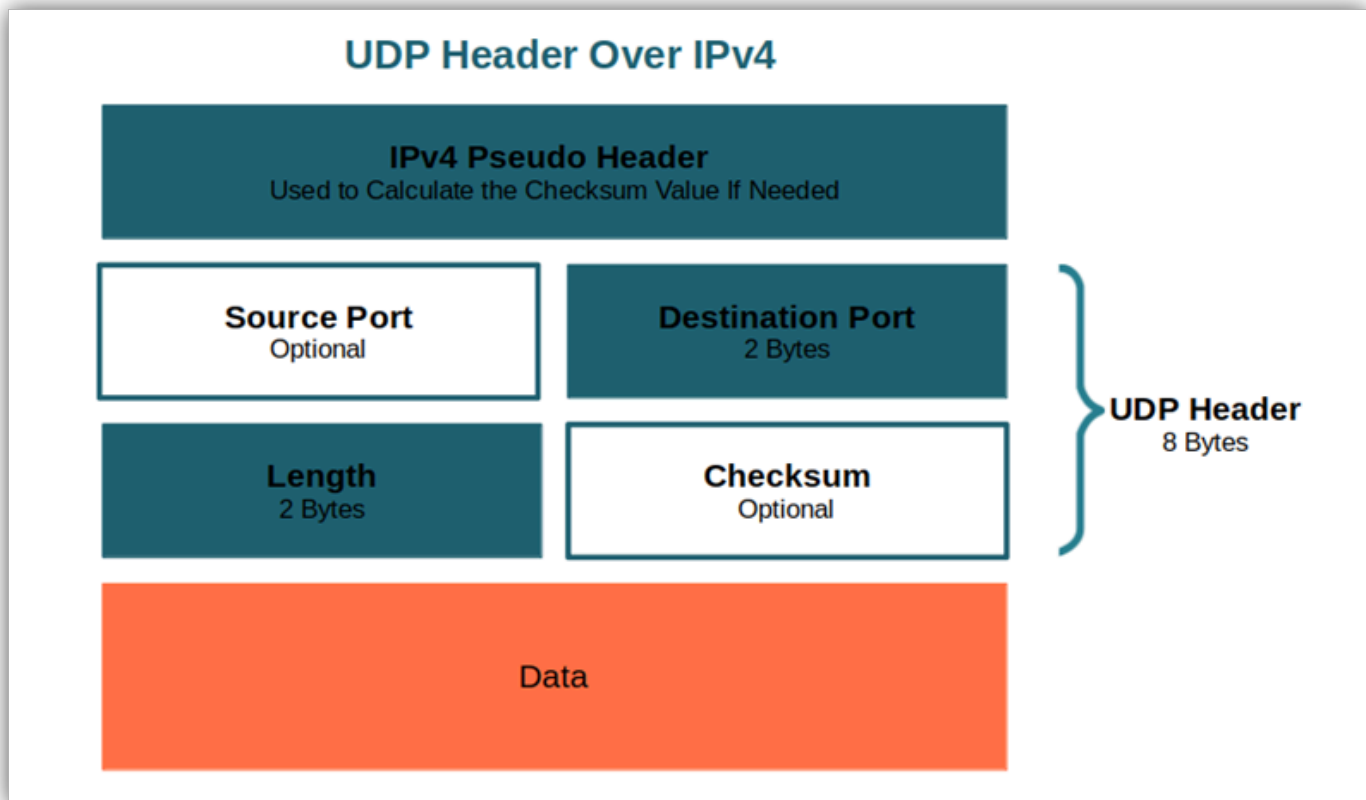 UDP Header Over IPv4
IPv4 Pseudo Header
Used to Calculate the Checksum Value If Needed
Source Port
Optional
Destination Port
2 Bytes
Length
2 Bytes
Checksum
Optional
UDP Header
8 Bytes
Data